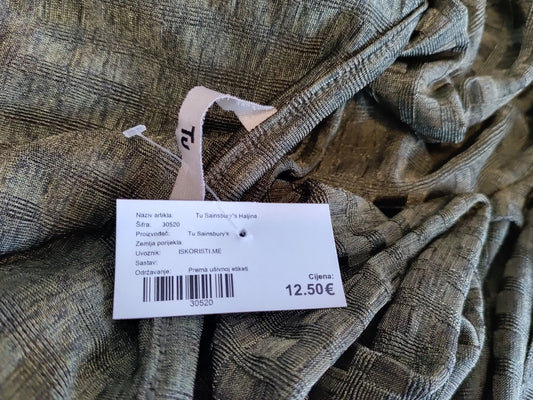 Tu
Naziv artikla: Tu Sainsbury's Haljina
Šifra: 30520
Proizvođač: Tu Sainsbury's
Zemlja porijekla:
Uvoznik: ISKORISTI.ME
Sastav:
Održavanje: Prema ušivnoj etiketi
Cijena:
12.50€
30520